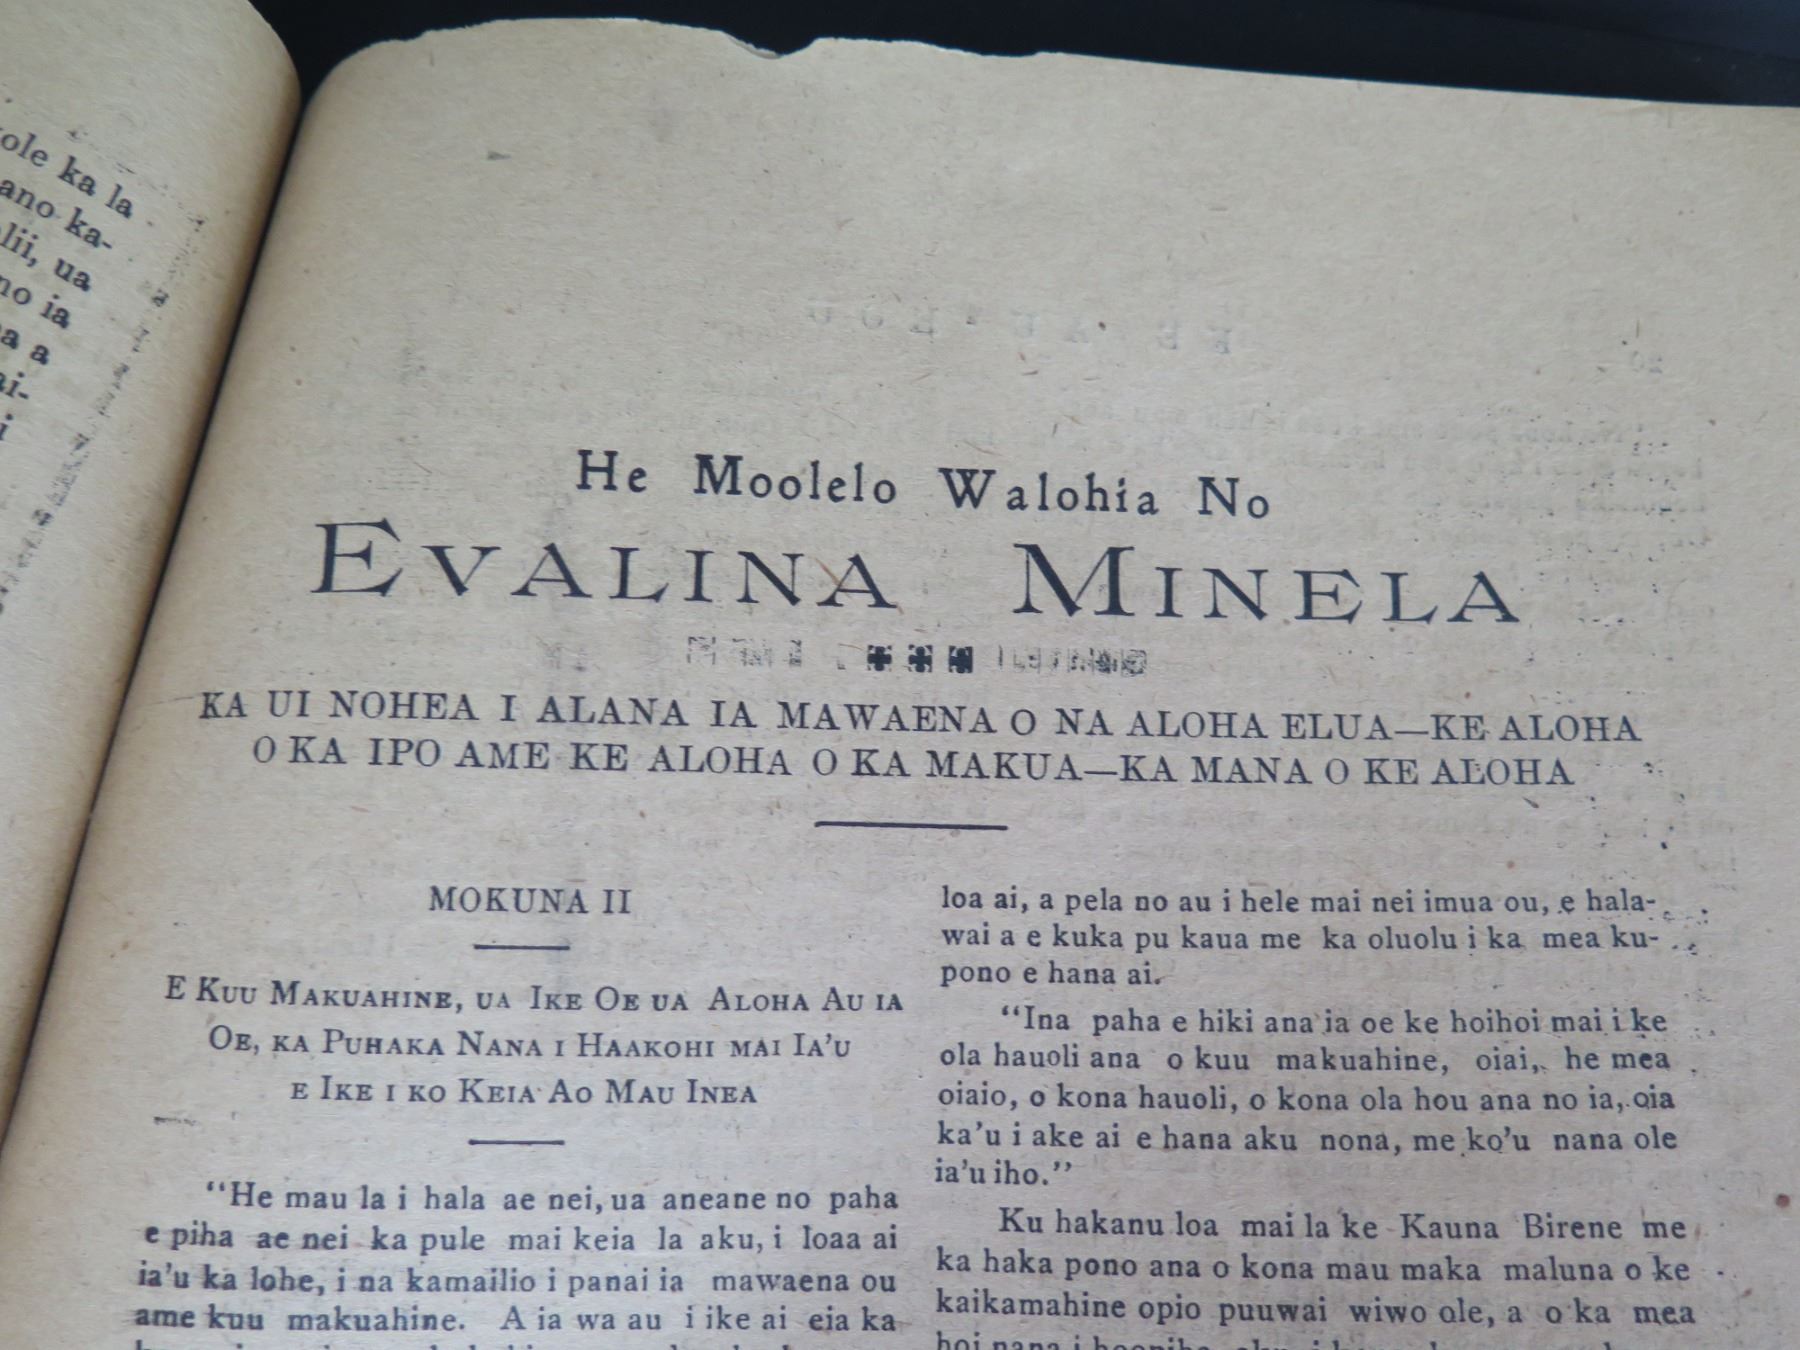 ole ka la
ano ka-
lii, ua
no ia
a a
ai-
i
He Moolelo Walohia No
EVALINA MINELA
KA UI NOHEA I ALANA IA MAWAENA O NA ALOHA ELUA—KE ALOHA
O KA IPO AME KE ALOHA O KA MAKUA—KA MANA O KE ALOHA
MOKUNA II
E KUU MAKUAHINE, UA IKE OE UA ALOHA AU IA
OE, KA PUHAKA NANA I HAAKOHI MAI IA'U
E IKE I KO KEIA AO MAU INEA
“He mau la i hala ae nei, ua aneane no paha
e piha ae nei ka pule mai keia la aku, i loaa ai
ia'u ka lohe, i na kamailio i panai ia mawaena ou
ame kuu makuahine. A ia wa au i ike ai eia ka
loa ai, a pela no au i hele mai nei imua ou, e hala-
wai a e kuka pu kaua me ka oluolu i ka mea ku-
pono e hana ai.
“Ina paha e hiki ana ia oe ke hoihoi mai i ke
ola hauoli ana o kuu makuahine, oiai, he mea
oiaio, o kona hauoli, o kona ola hou ana no ia, oia
ka'u i ake ai e hana aku nona, me ko'u nana ole
ia'u iho.”
Ku hakanu loa mai la ke Kauna Birene me
ka haka pono ana o kona mau maka maluna o ke
kaikamahine opio puuwai wiwo ole, a o ka mea
hoi nana i